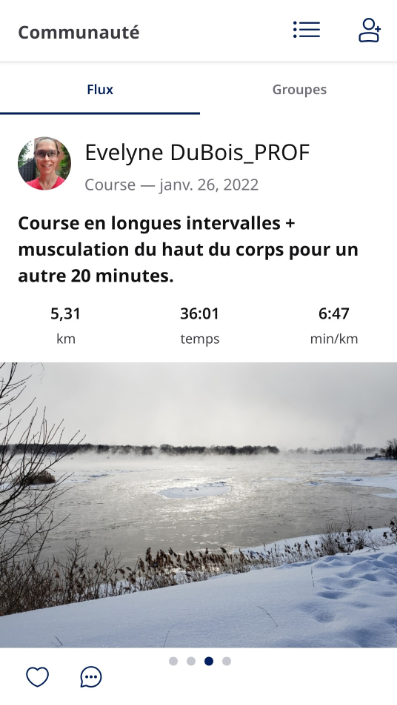 Communauté
Flux
Groupes
Evelyne DuBois_PROF
Course — janv. 26, 2022
Course en longues intervalles +
musculation du haut du corps pour un
autre 20 minutes.
5,31
36:01
6:47
km
temps
min/km